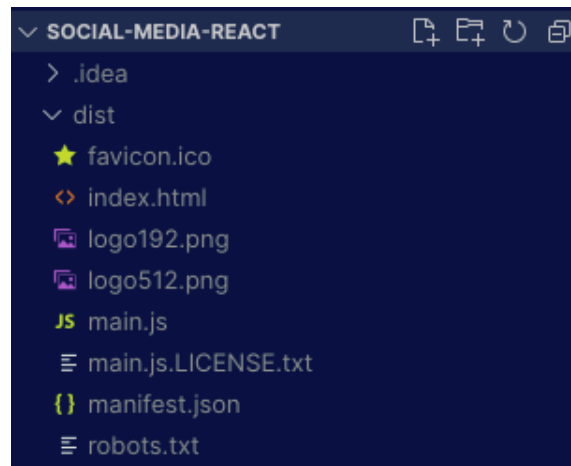 SOCIAL-MEDIA-REACT
.idea
dist
favicon.ico
<> index.html
logo192.png
logo512.png
JS main.js
main.js.LICENSE.txt
{} manifest.json
robots.txt